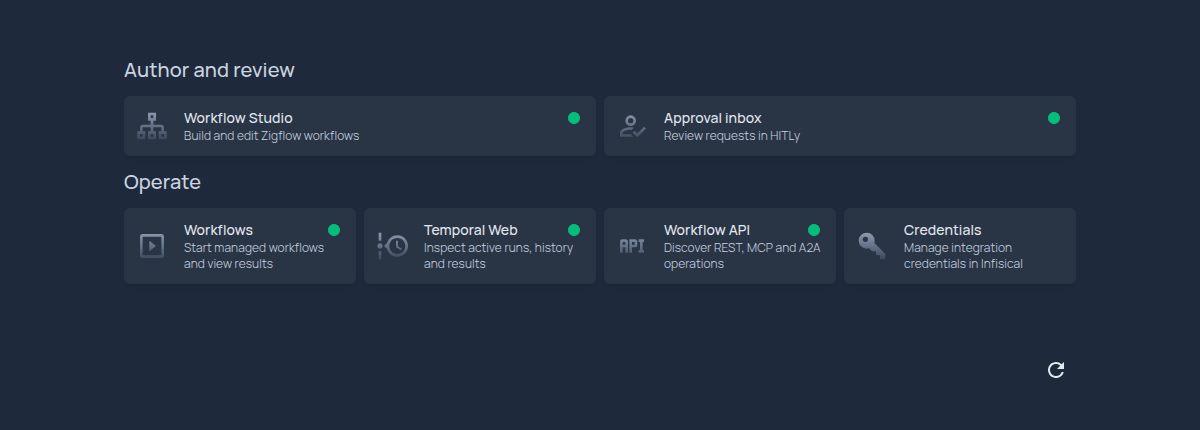 Author and review
Workflow Studio
Build and edit Zigflow workflows
Approval inbox
Review requests in HITLy
Operate
Workflows
Start managed workflows
and view results
Temporal Web
Inspect active runs, history
and results
API
Workflow API
Discover REST, MCP and A2A
operations
Credentials
Manage integration
credentials in Infisical